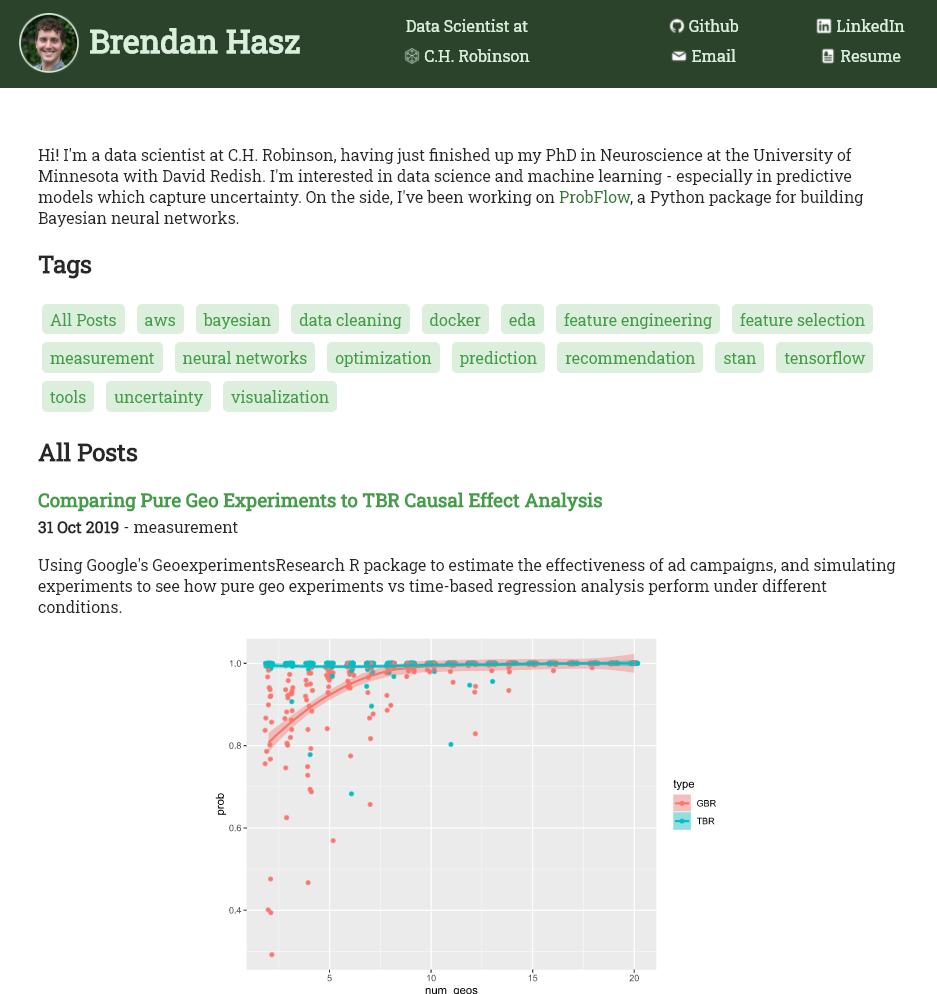 Brendan Hasz
Data Scientist at
C.H. Robinson
Github
Email
LinkedIn
Resume
Hi! I'm a data scientist at C.H. Robinson, having just finished up my PhD in Neuroscience at the University of
Minnesota with David Redish. I'm interested in data science and machine learning - especially in predictive
models which capture uncertainty. On the side, I've been working on ProbFlow, a Python package for building
Bayesian neural networks.
Tags
All Posts aws bayesian data cleaning docker eda feature engineering feature selection
measurement neural networks optimization prediction recommendation stan tensorflow
tools uncertainty visualization
All Posts
Comparing Pure Geo Experiments to TBR Causal Effect Analysis
31 Oct 2019 - measurement
Using Google's GeoexperimentsResearch R package to estimate the effectiveness of ad campaigns, and simulating
experiments to see how pure geo experiments vs time-based regression analysis perform under different
conditions.
1.0
0.8
0.6
0.4
prob
5 10 15 20
num_geos
type
GBR
TBR